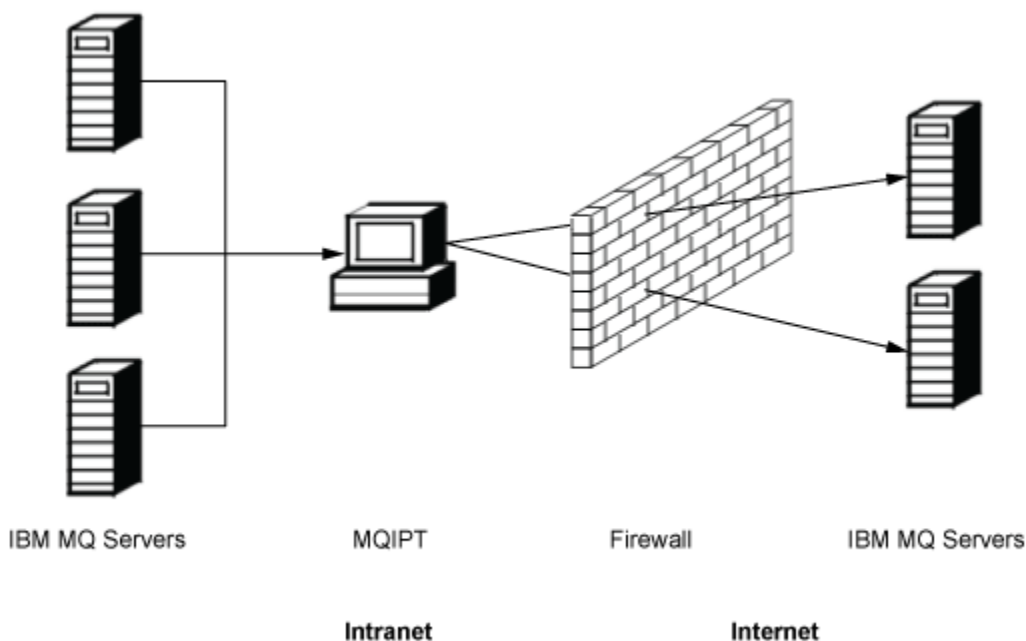 IBM MQ Servers
MQIPT
Firewall
IBM MQ Servers
Intranet
Internet